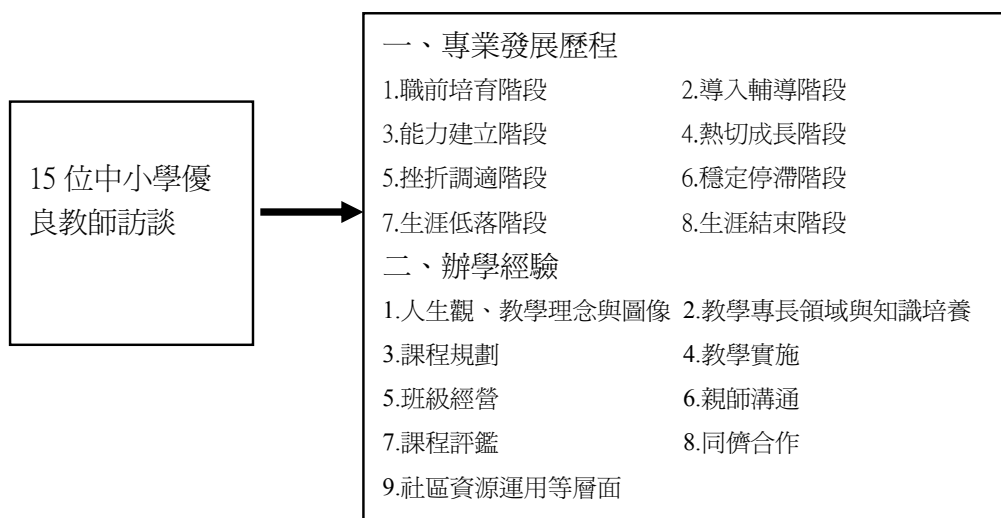 15 位中小學優
良教師訪談
一、專業發展歷程
1.職前培育階段 2.導入輔導階段
3.能力建立階段 4.熱切成長階段
5.挫折調適階段 6.穩定停滯階段
7.生涯低落階段 8.生涯結束階段
二、辦學經驗
1.人生觀、教學理念與圖像 2.教學專長領域與知識培養
3.課程規劃 4.教學實施
5.班級經營 6.親師溝通
7.課程評鑑 8.同儕合作
9.社區資源運用等層面